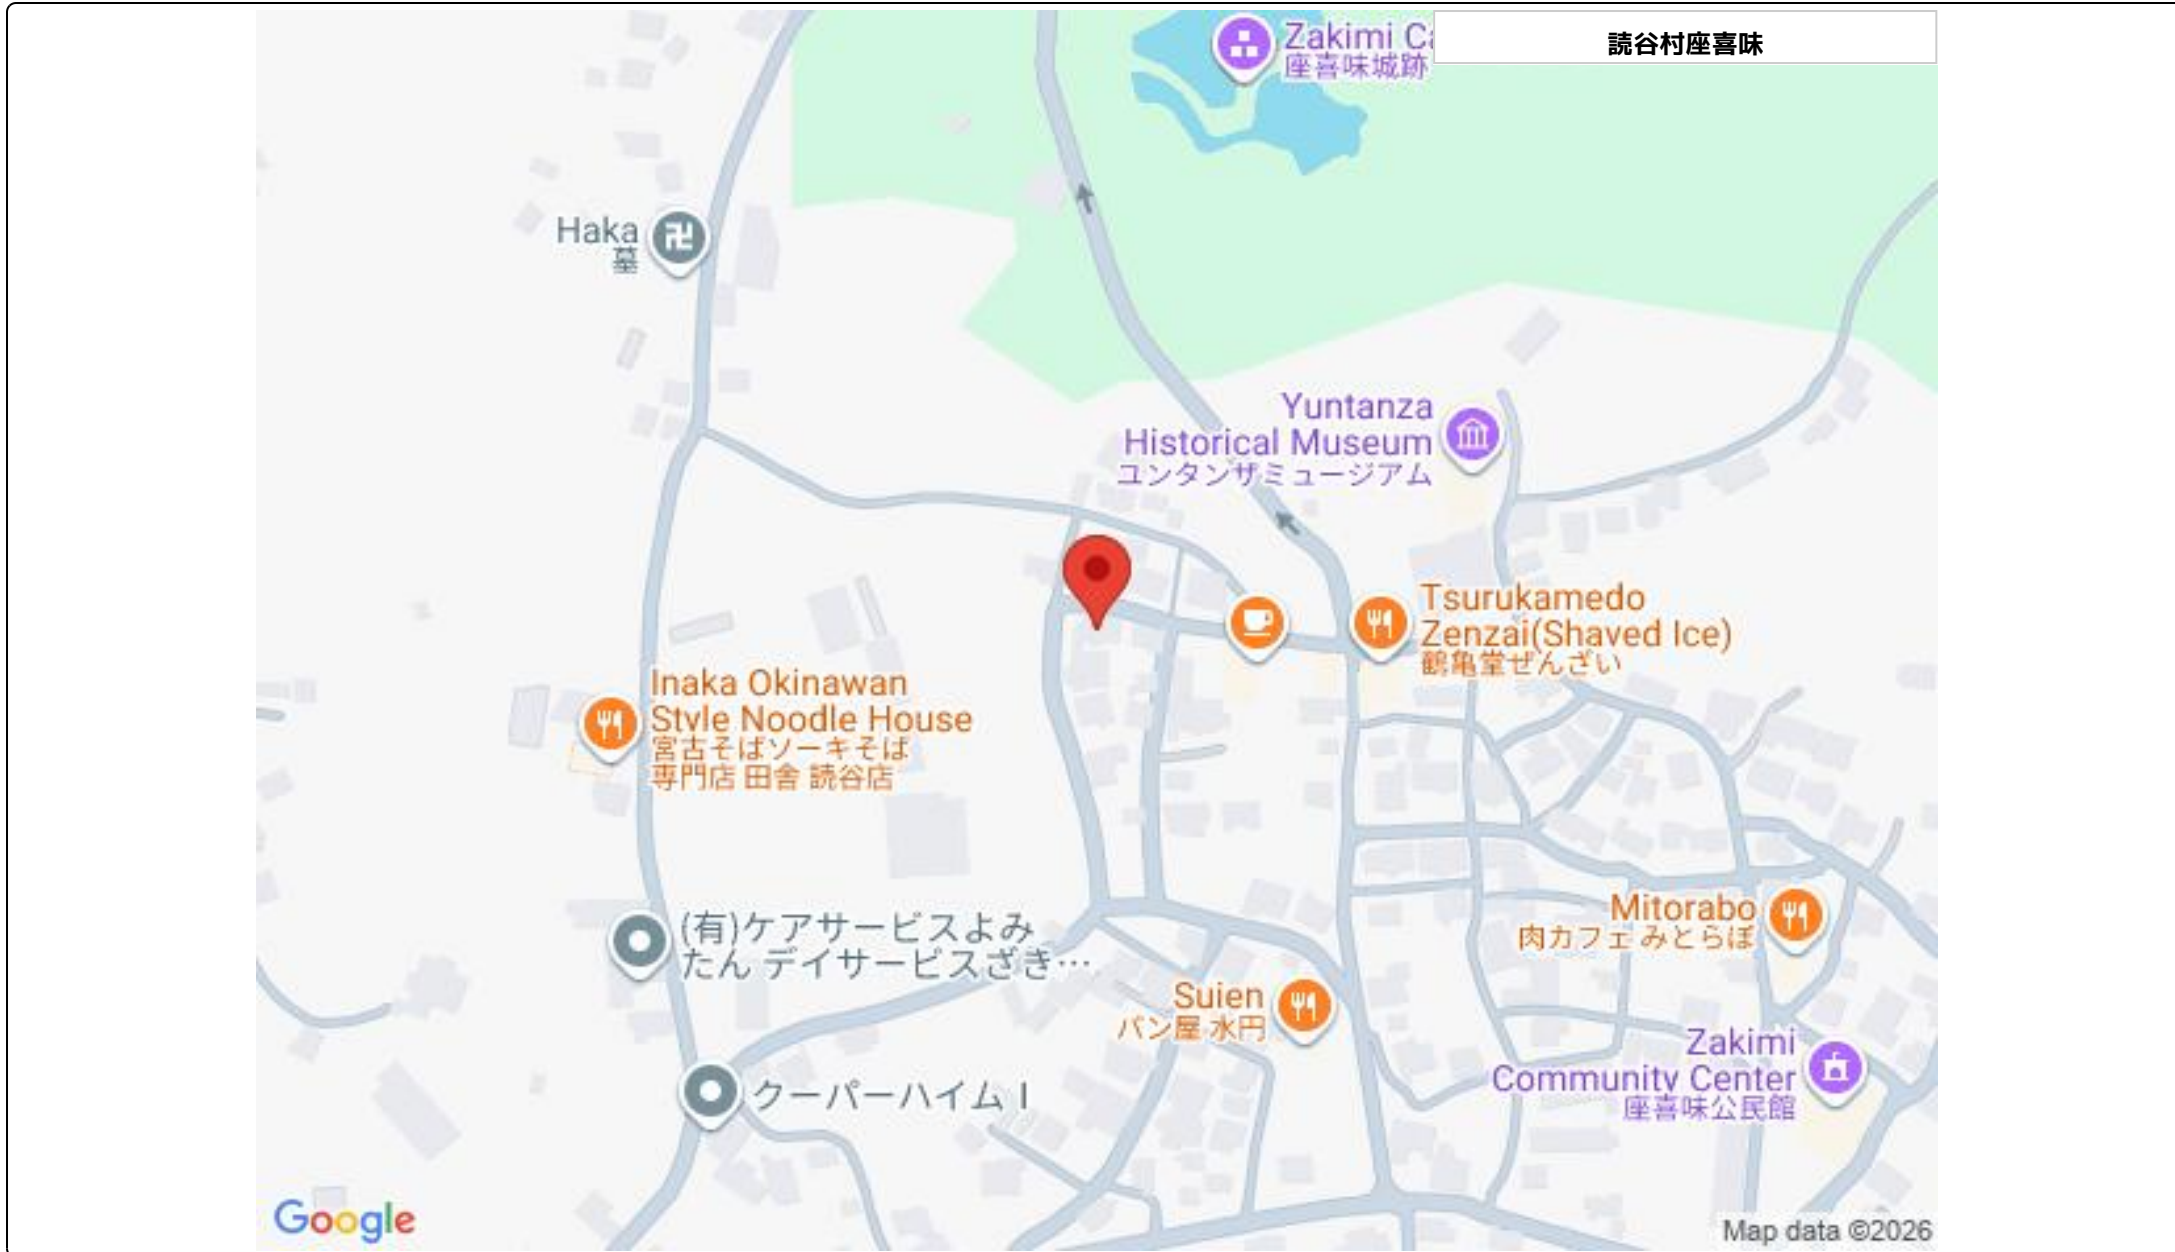 Zakimi Ca
座喜味城跡
読谷村座喜味
Haka
墓
Yuntanza
Historical Museum
ユンタンザミュージアム
Tsurukamedo
Zenzai(Shaved Ice)
鶴亀堂ぜんざい
Inaka Okinawan
Style Noodle House
宮古そばソーキそば
専門店 田舎 読谷店
Mitorabo
肉カフェ みとらぼ
(有)ケアサービスよみ
たん デイサービスざき…
Suien
パン屋 水円
Zakimi
Community Center
座喜味公民館
クーパーハイム I
Google
Map data ©2026